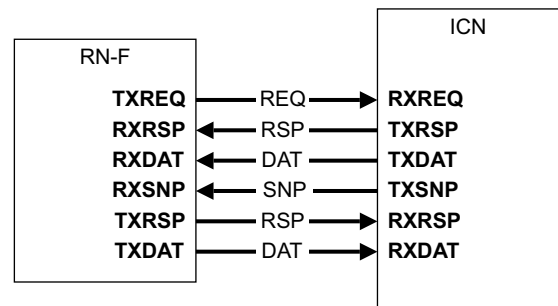 ICN
RN-F
TXREQ REQ RXREQ
RXRSP RSP TXRSP
RXDAT DAT TXDAT
RXSNP SNP TXSNP
TXRSP RSP RXRSP
TXDAT DAT RXDAT